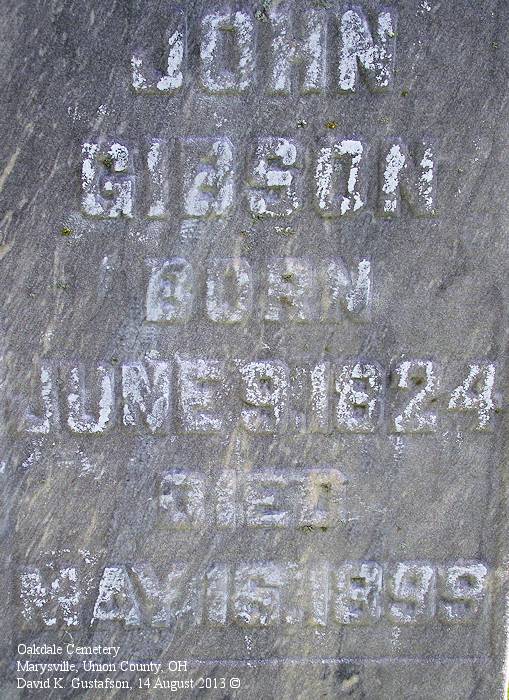 JOHN
GIBSON
BORN
JUNE 9. 1824
DIED
MAY. 16. 1899
Oakdale Cemetery
Marysville, Union County, OH
David K. Gustafson, 14 August 2013 ©